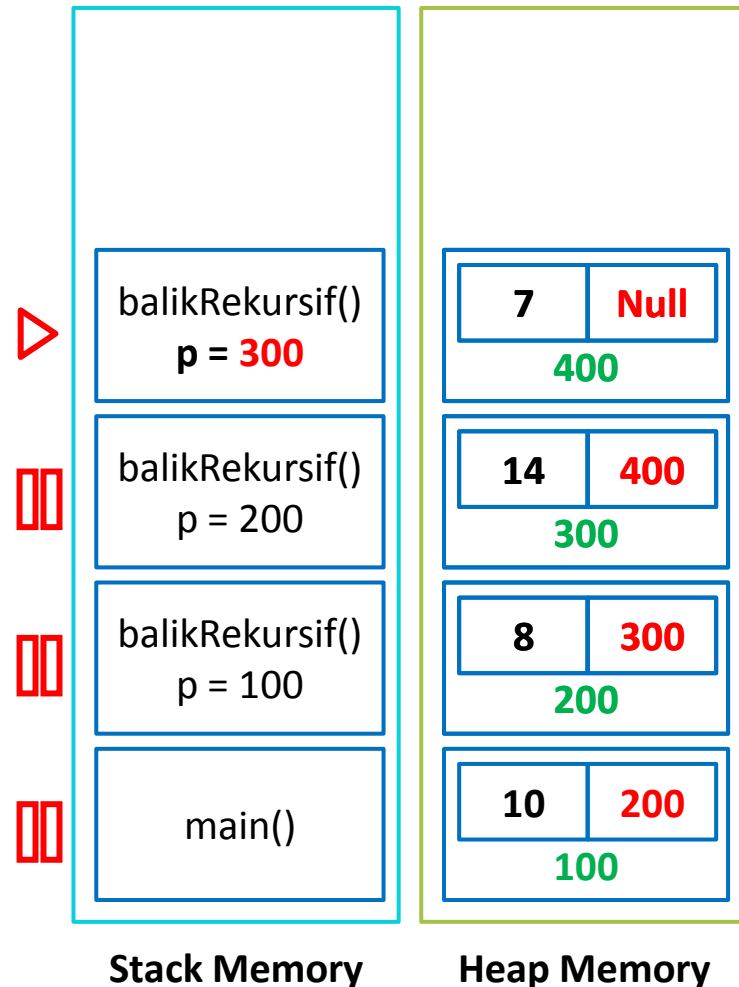 balikRekursif()
p = 300
balikRekursif()
p = 200
balikRekursif()
p = 100
main()
Stack Memory
7 Null
400
14 400
300
8 300
200
10 200
100
Heap Memory